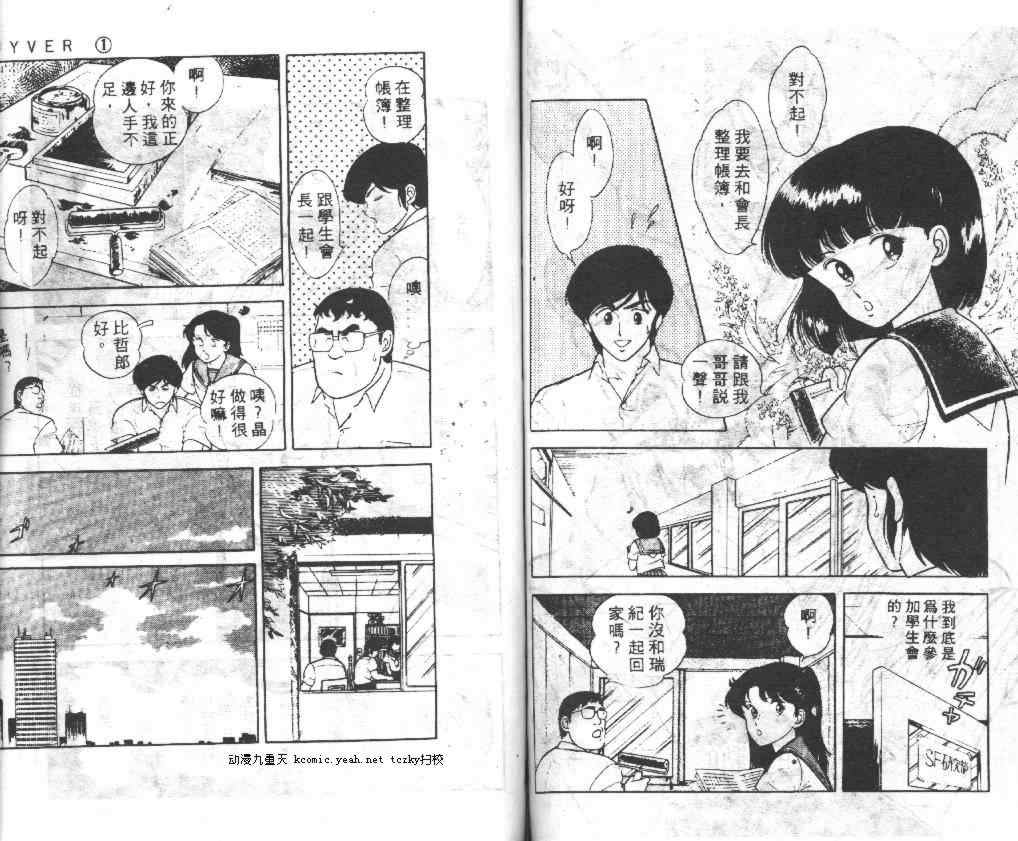 對不起！
我要去和會長
整理帳簿．
啊！
好呀！
請跟我
哥哥說
一聲！
我到底是
爲什麼參
加學生會
的？
ガチャ
啊！
你沒和瑞
紀一起回
家嗎？
YVER ①
在整理
帳簿！
跟學生會
長一起！
噢
啊！
你來的正
好．我這
邊人手不
足．
對不起
呀！
咦？晶
做得很
好嘛！
比哲郎
好。
动漫九重天 kcomic.yeah.net tczky扫校